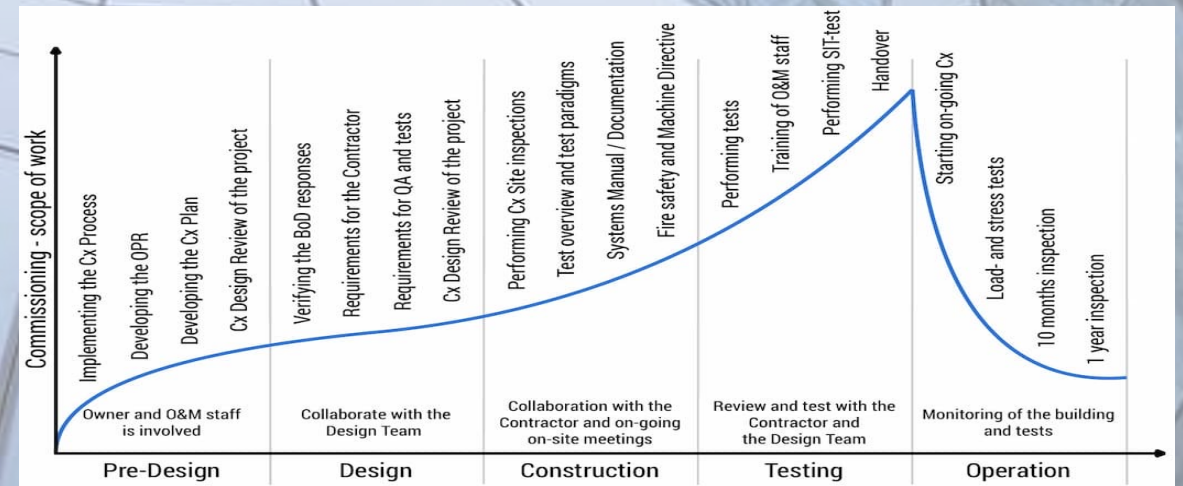 Commissioning - scope of work
Implementing the Cx Process
Developing the OPR
Developing the Cx Plan
Cx Design Review of the project
Verifying the BoD responses
Requirements for the Contractor
Requirements for QA and tests
Cx Design Review of the project
Performing Cx Site inspections
Test overview and test paradigms
Systems Manual / Documentation
Fire safety and Machine Directive
Performing tests
Training of O&M staff
Performing SIT-test
Handover
Starting on-going Cx
Load- and stress tests
10 months inspection
1 year inspection
Owner and O&M staff
is involved
Collaborate with the
Design Team
Collaboration with the
Contractor and on-going
on-site meetings
Review and test with the
Contractor and
the Design Team
Monitoring of the building
and tests
Pre-Design
Design
Construction
Testing
Operation